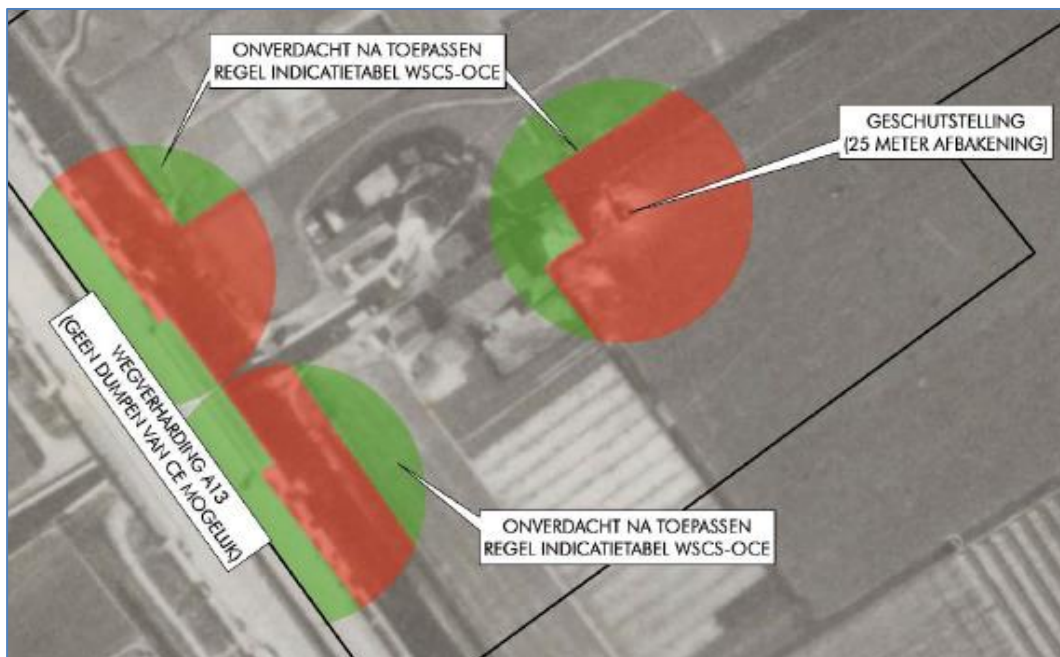 ONVERDACHT NA TOEPASSEN
REGEL INDICATIETABEL WSCS-OCE
GESCHUTSTELLING
(25 METER AFBAKENING)
WEGVERHARDING A13
(GEEN DUMPEN VAN CE MOGELIJK)
ONVERDACHT NA TOEPASSEN
REGEL INDICATIETABEL WSCS-OCE